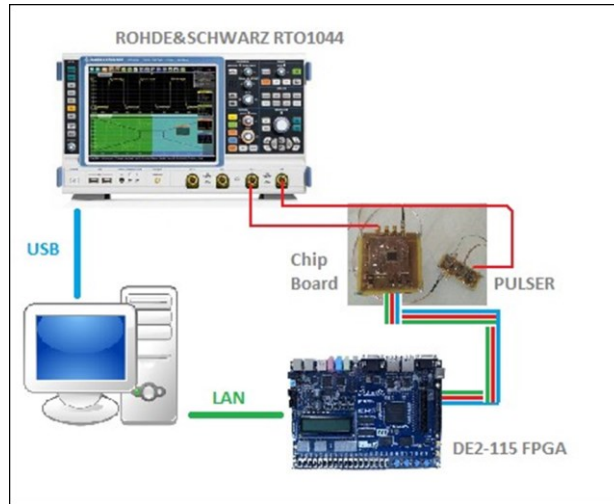 ROHDE&SCHWARZ RTO1044
USB
Chip
Board
PULSER
LAN
DE2-115 FPGA